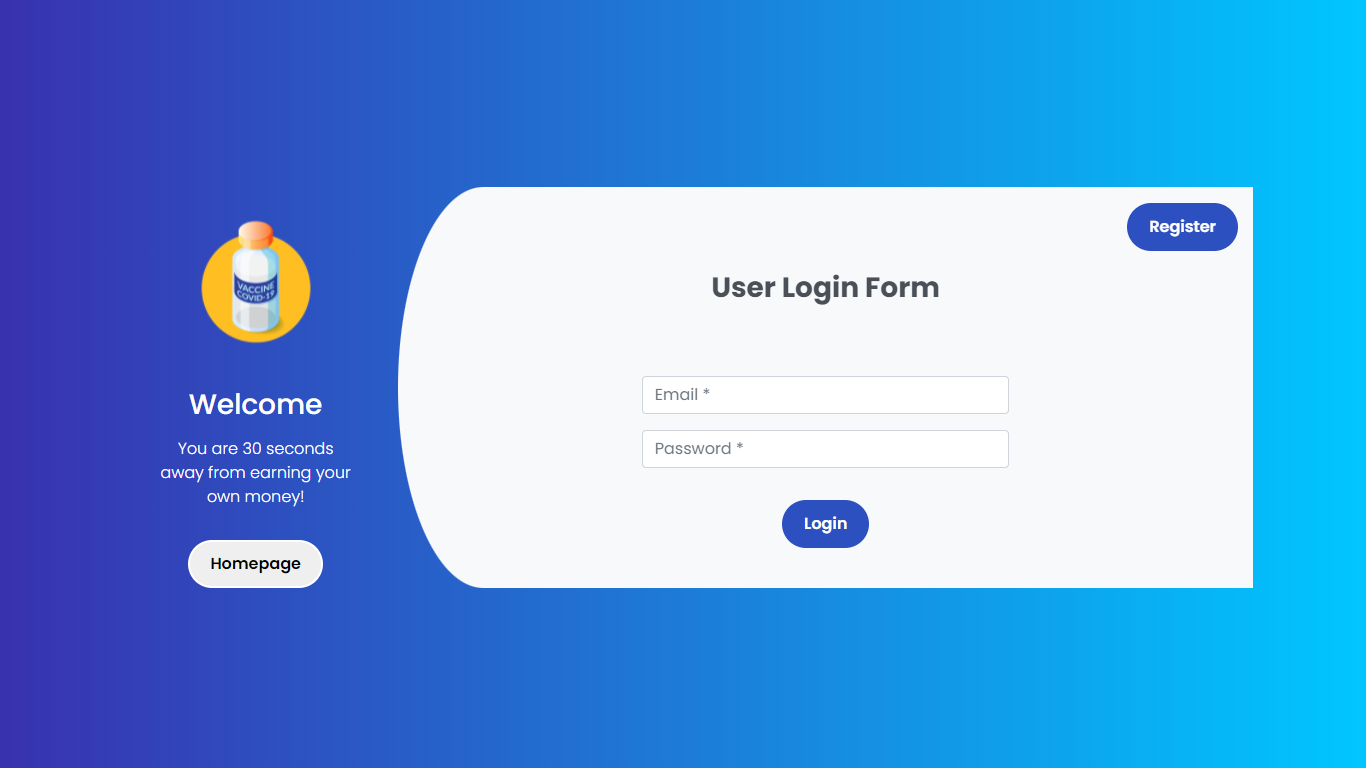 VACCINE
COVID-19
Welcome
You are 30 seconds
away from earning your
own money!
Homepage
Register
User Login Form
Email *
Password *
Login